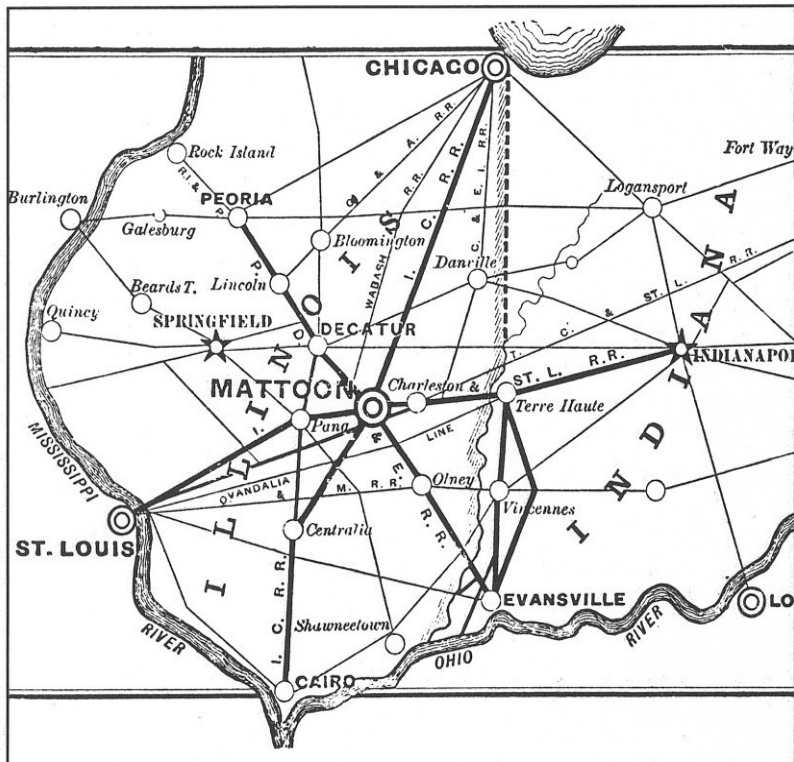 CHICAGO
Rock Island
Fort Way
R.R.
C. & A.
R.R.
C. & E. I. R.R.
I. C. R. R.
WABASH
R.R.
R.I. & P.
Burlington
PEORIA
Galesburg
Logansport
Bloomington
Danville
Lincoln
P. D. & E. R. R.
Beards T.
T. C. & ST. L. R.R.
Quincy
SPRINGFIELD
DECATUR
INDIANAPOL
MATTOON
Charleston &
ST. L. R.R.
I.
Pana
Terre Haute
LINE
VANDALIA
O & M. R.R.
Olney
Vincennes
MISSISSIPPI
RIVER
ST. LOUIS
Centralia
ILLINOIS
INDIANA
I. C. R. R.
EVANSVILLE
LO
Shawneetown
OHIO
RIVER
CAIRO